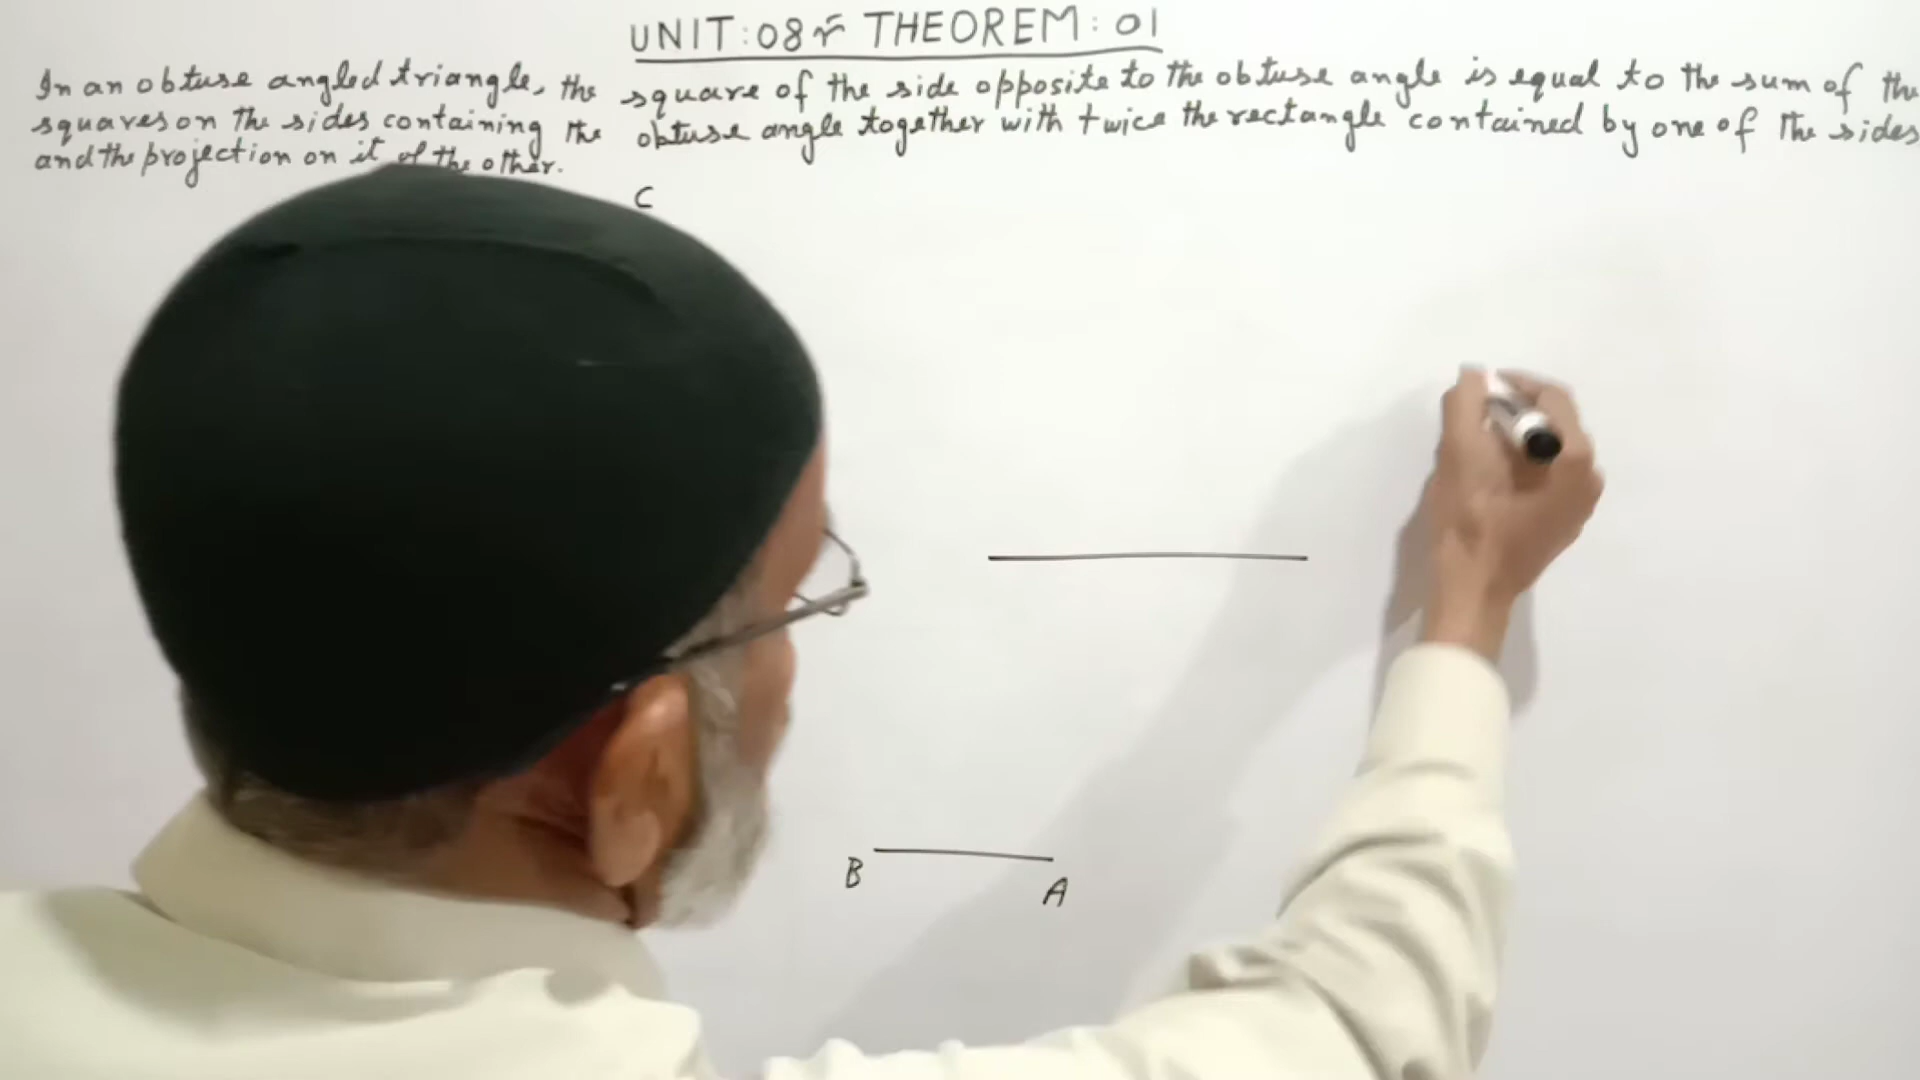 UNIT:08 THEOREM:01
In an obtuse angled triangle, the square of the side opposite to the obtuse angle is equal to the sum of the
squares on the sides containing the obtuse angle together with twice the rectangle contained by one of the sides,
and the projection on it of the other.
C
B
A